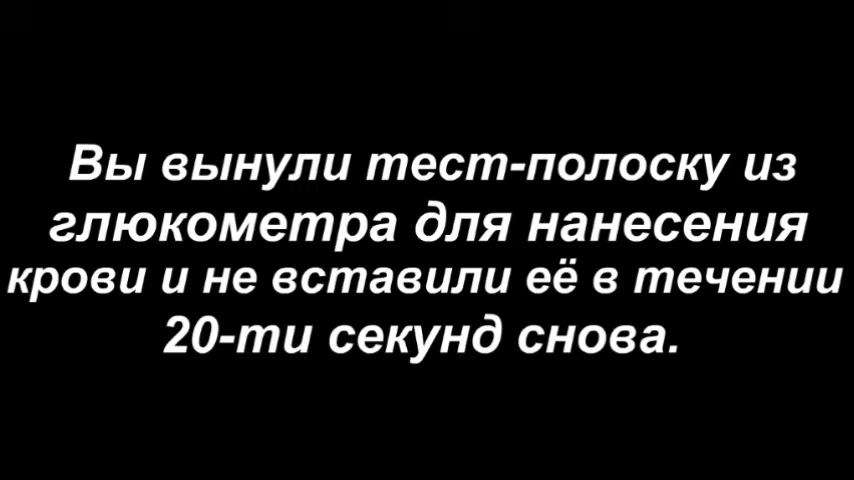 Вы вынули тест-полоску из
глюкометра для нанесения
крови и не вставили её в течении
20-ти секунд снова.